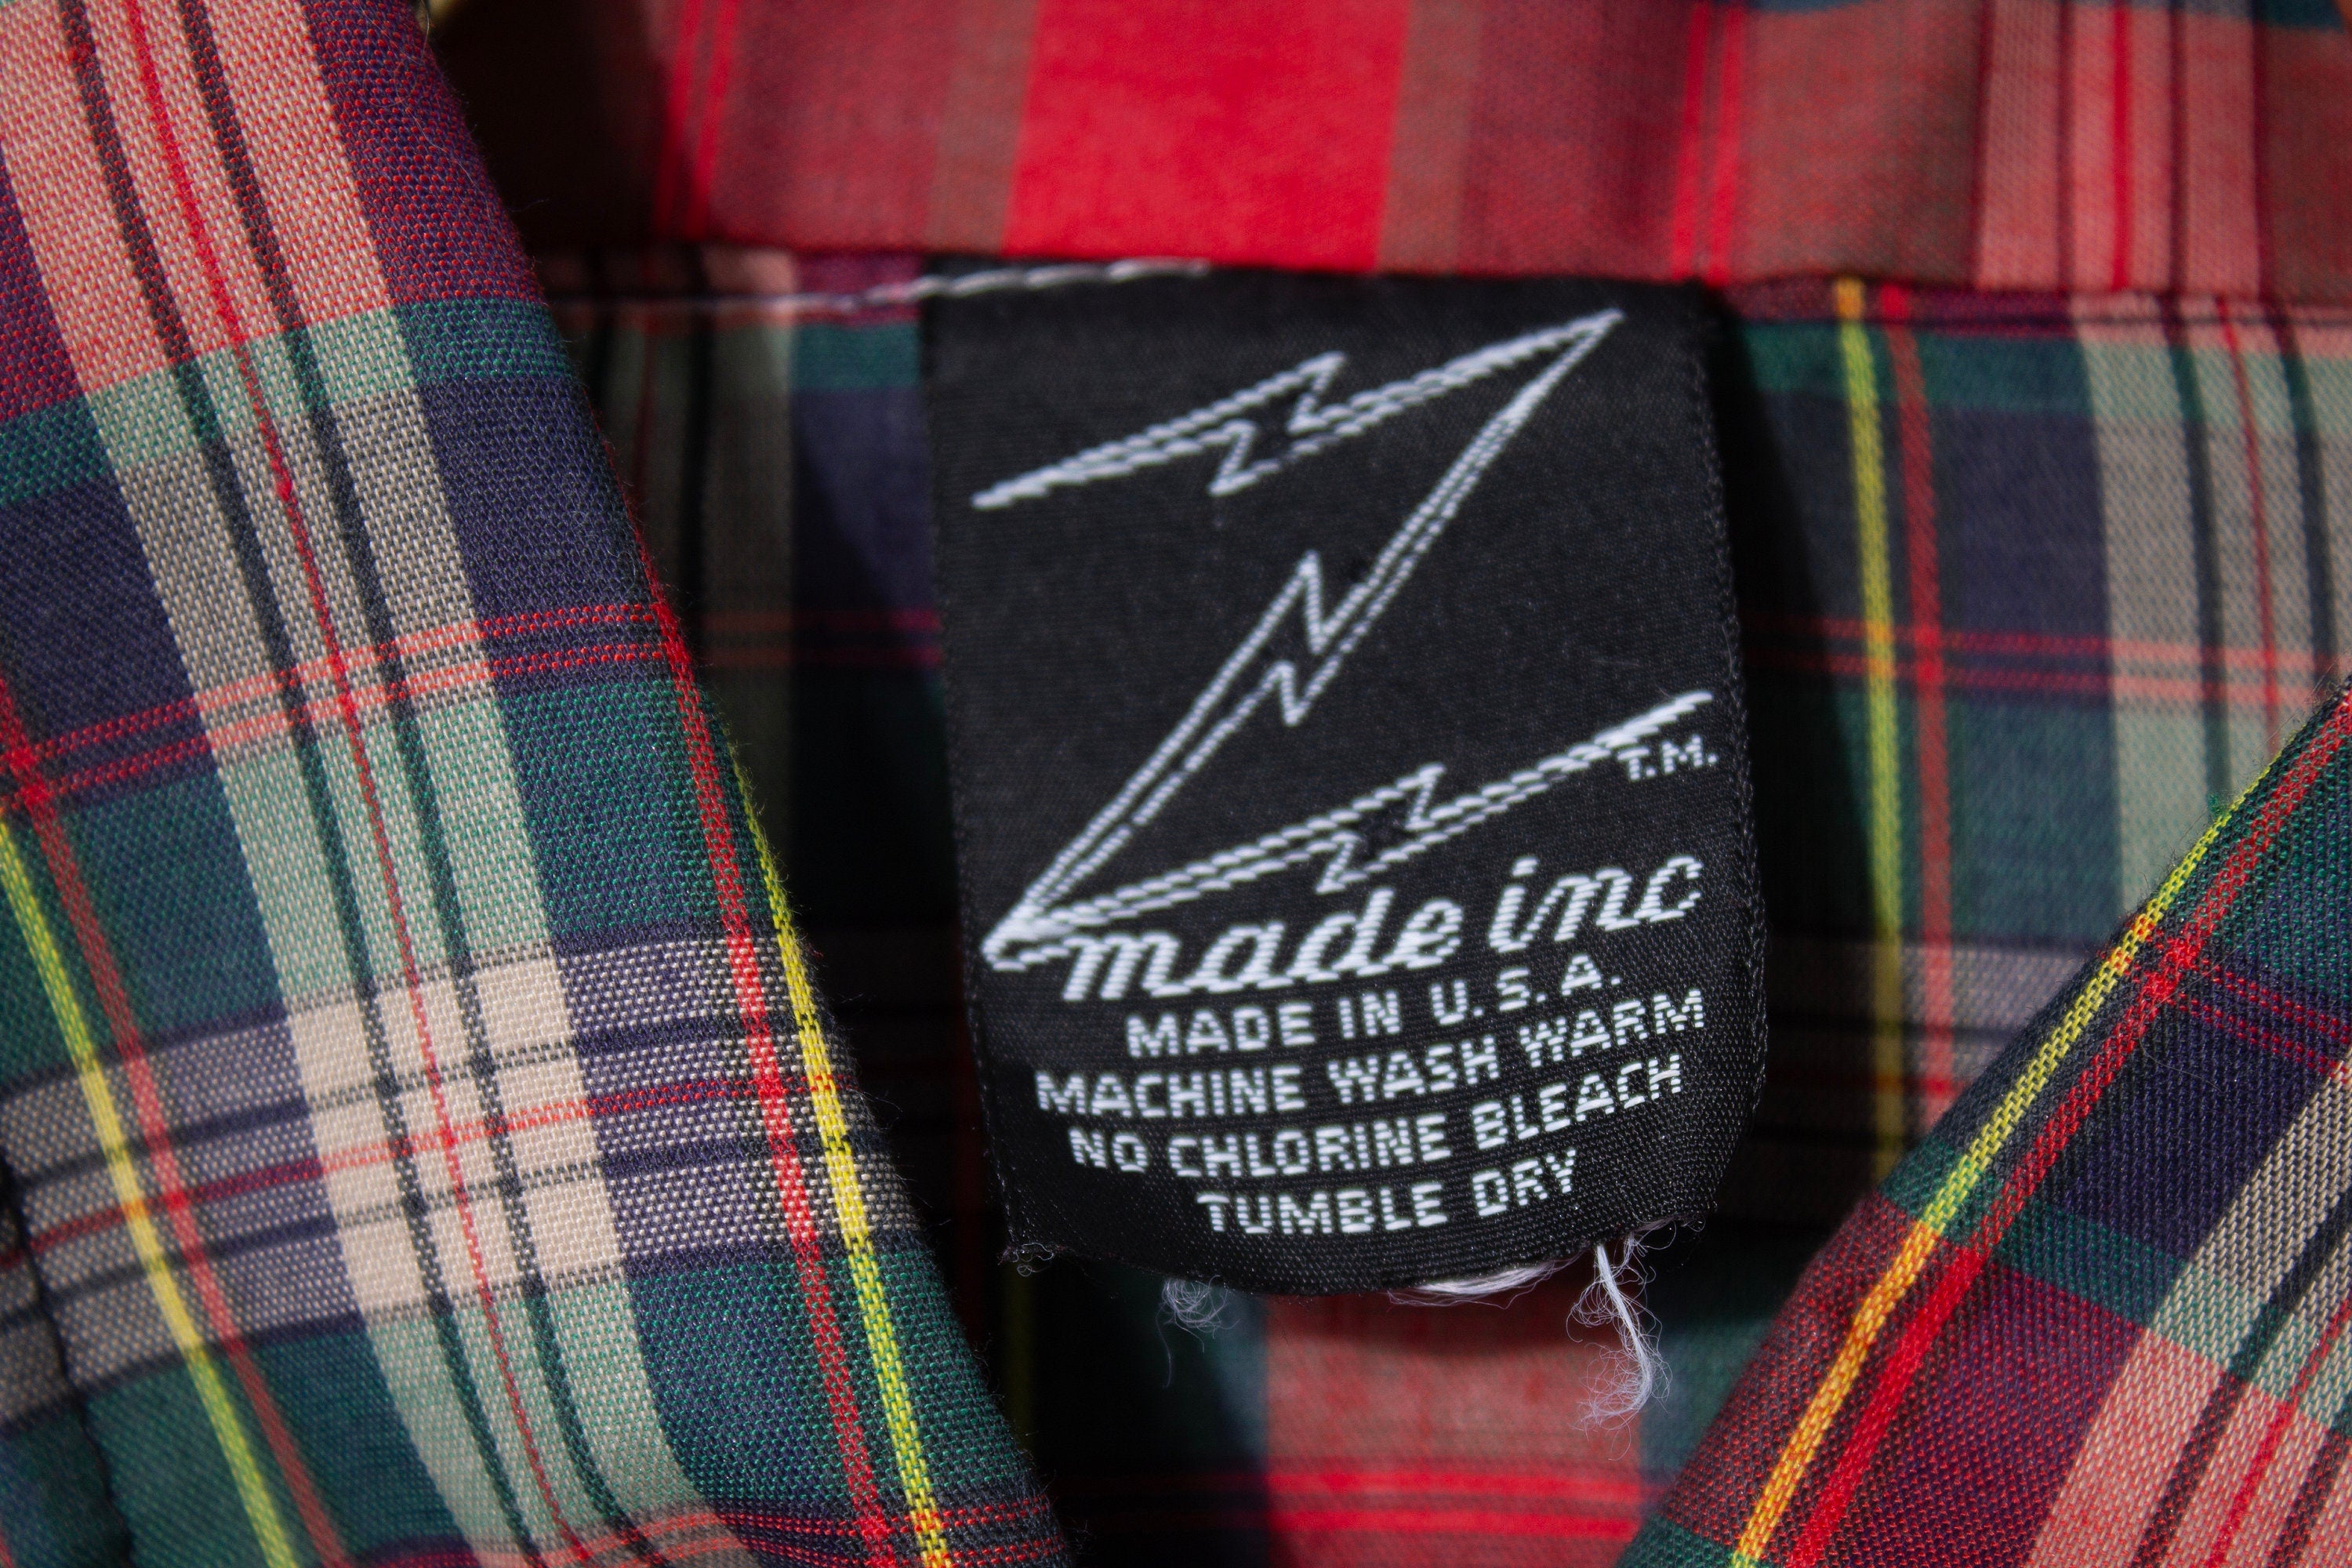 Z
T.M.
made inc
MADE IN U.S.A.
MACHINE WASH WARM
NO CHLORINE BLEACH
TUMBLE DRY